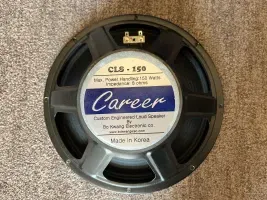 CLS - 150
Max. Power Handling:150 Watts
Impedance: 8 ohms
Career
Custom Engineered Loud Speaker
By
Bo Kwang Electronic co.
Made In Korea